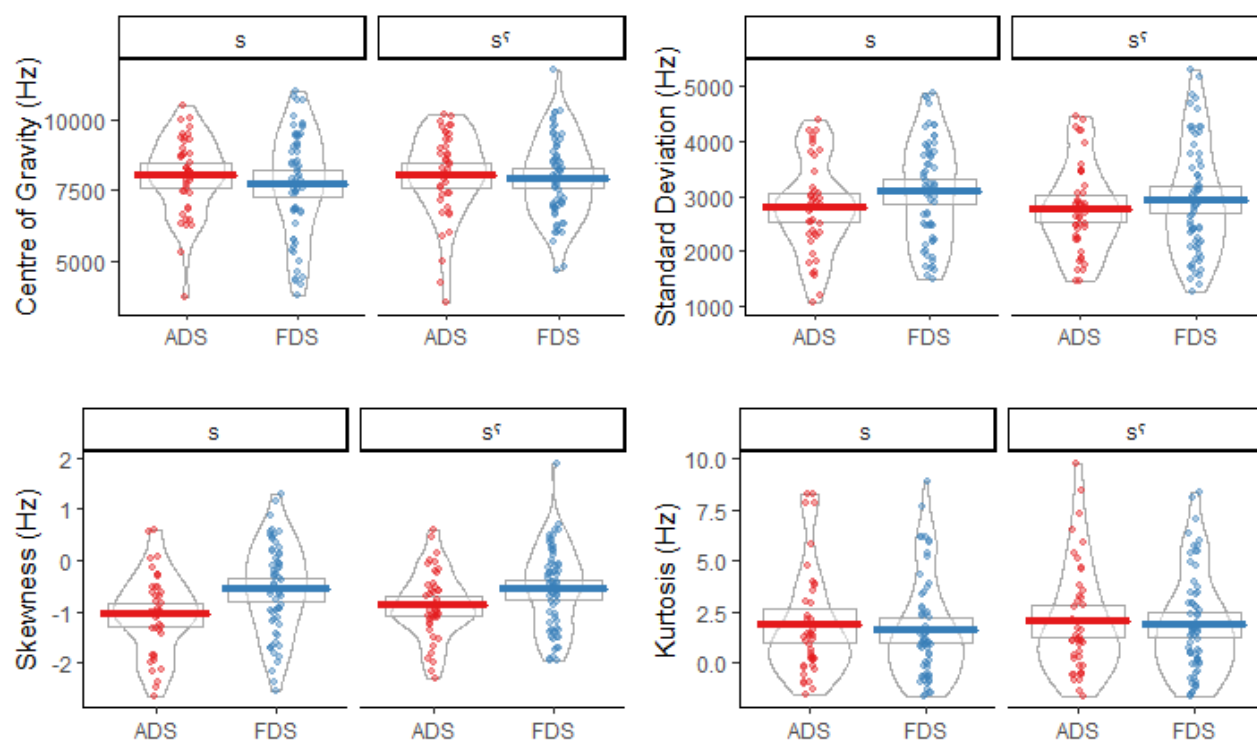 s sˤ
Centre of Gravity (Hz)
10000
7500
5000
ADS FDS ADS FDS
s sˤ
Standard Deviation (Hz)
5000
4000
3000
2000
1000
ADS FDS ADS FDS
s sˤ
Skewness (Hz)
2
1
0
-1
-2
ADS FDS ADS FDS
s sˤ
Kurtosis (Hz)
10.0
7.5
5.0
2.5
0.0
ADS FDS ADS FDS